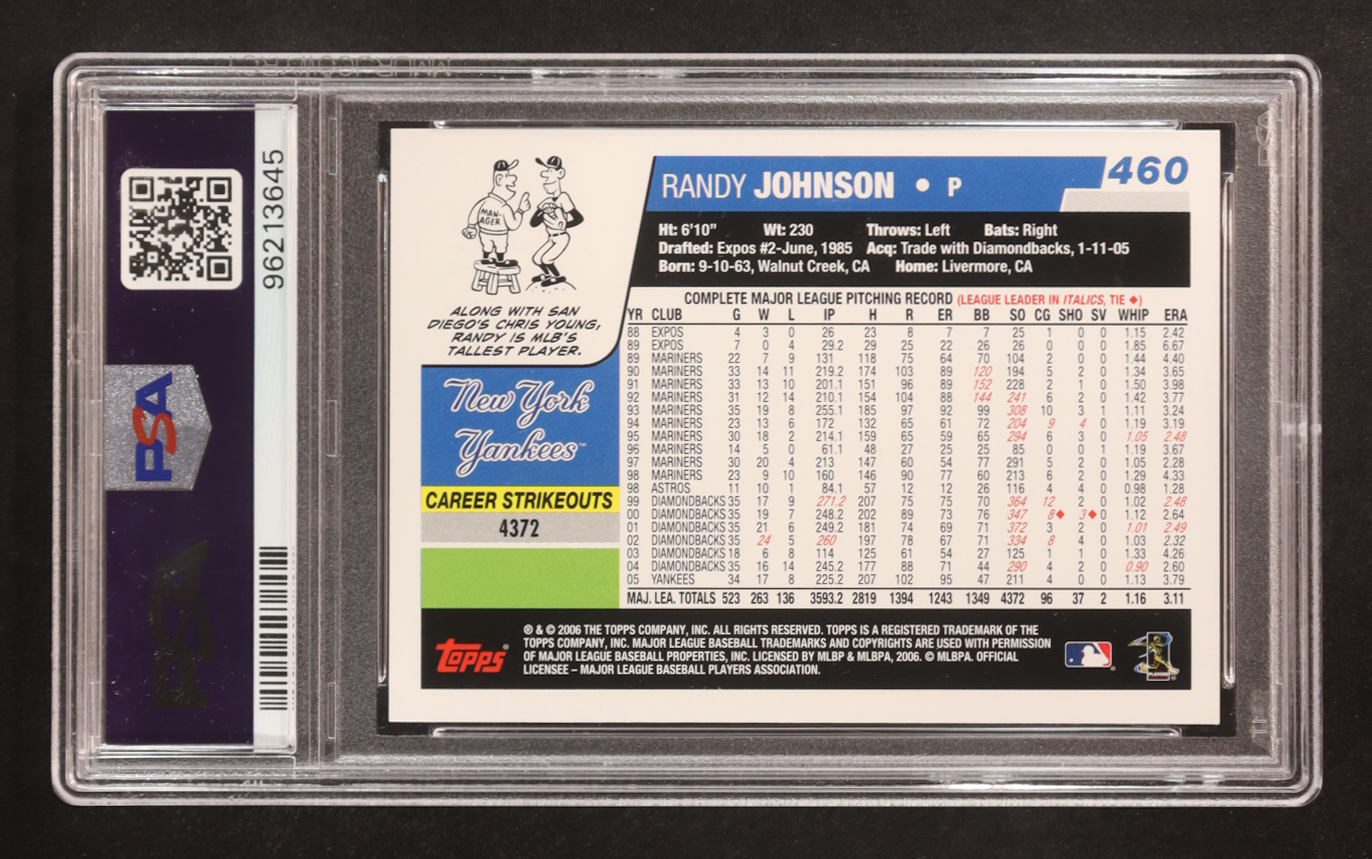 96213645
PSA
PSA
RANDY JOHNSON • P
460
Ht: 6'10" Wt: 230 Throws: Left Bats: Right
Drafted: Expos #2-June, 1985 Acq: Trade with Diamondbacks, 1-11-05
Born: 9-10-63, Walnut Creek, CA Home: Livermore, CA
MAN-
AGER
ALONG WITH SAN
DIEGO'S CHRIS YOUNG,
RANDY IS MLB'S
TALLEST PLAYER.
New York
Yankees™
CAREER STRIKEOUTS
4372
COMPLETE MAJOR LEAGUE PITCHING RECORD (LEAGUE LEADER IN ITALICS, TIE ♦)
YR CLUB G W L IP H R ER BB SO CG SHO SV WHIP ERA
88 EXPOS 4 3 0 26 23 8 7 7 25 1 0 0 1.15 2.42
89 EXPOS 7 0 4 29.2 29 25 22 26 26 0 0 0 1.85 6.67
89 MARINERS 22 7 9 131 118 75 64 70 104 2 0 0 1.44 4.40
90 MARINERS 33 14 11 219.2 174 103 89 120 194 5 2 0 1.34 3.65
91 MARINERS 33 13 10 201.1 151 96 89 152 228 2 1 0 1.50 3.98
92 MARINERS 31 12 14 210.1 154 104 88 144 241 6 2 0 1.42 3.77
93 MARINERS 35 19 8 255.1 185 97 92 99 308 10 3 1 1.11 3.24
94 MARINERS 23 13 6 172 132 65 61 72 204 9 4 0 1.19 3.19
95 MARINERS 30 18 2 214.1 159 65 59 65 294 6 3 0 1.05 2.48
96 MARINERS 14 5 0 61.1 48 27 25 25 85 0 0 1 1.19 3.67
97 MARINERS 30 20 4 213 147 60 54 77 291 5 2 0 1.05 2.28
98 MARINERS 23 9 10 160 146 90 77 60 213 6 2 0 1.29 4.33
98 ASTROS 11 10 1 84.1 57 12 12 26 116 4 4 0 0.98 1.28
99 DIAMONDBACKS 35 17 9 271.2 207 75 75 70 364 12 2 0 1.02 2.48
00 DIAMONDBACKS 35 19 7 248.2 202 89 73 76 347 8♦ 3♦ 0 1.12 2.64
01 DIAMONDBACKS 35 21 6 249.2 181 74 69 71 372 3 2 0 1.01 2.49
02 DIAMONDBACKS 35 24 5 260 197 78 67 71 334 8 4 0 1.03 2.32
03 DIAMONDBACKS 18 6 8 114 125 61 54 27 125 1 1 0 1.33 4.26
04 DIAMONDBACKS 35 16 14 245.2 177 88 71 44 290 4 2 0 0.90 2.60
05 YANKEES 34 17 8 225.2 207 102 95 47 211 4 0 0 1.13 3.79
MAJ. LEA. TOTALS 523 263 136 3593.2 2819 1394 1243 1349 4372 96 37 2 1.16 3.11
Topps®
® & © 2006 THE TOPPS COMPANY, INC. ALL RIGHTS RESERVED. TOPPS IS A REGISTERED TRADEMARK OF THE
TOPPS COMPANY, INC. MAJOR LEAGUE BASEBALL TRADEMARKS AND COPYRIGHTS ARE USED WITH PERMISSION
OF MAJOR LEAGUE BASEBALL PROPERTIES, INC. LICENSED BY MLBP & MLBPA, 2006. © MLBPA. OFFICIAL
LICENSEE – MAJOR LEAGUE BASEBALL PLAYERS ASSOCIATION.